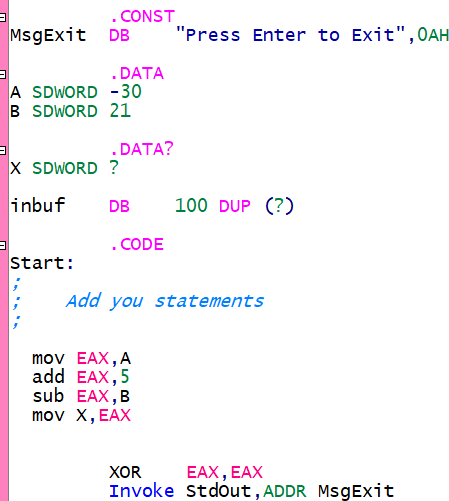 .CONST
MsgExit DB "Press Enter to Exit",0AH
.DATA
A SDWORD -30
B SDWORD 21
.DATA?
X SDWORD ?
inbuf DB 100 DUP (?)
.CODE
Start:
;
; Add you statements
;
mov EAX,A
add EAX,5
sub EAX,B
mov X,EAX
XOR EAX,EAX
Invoke StdOut,ADDR MsgExit